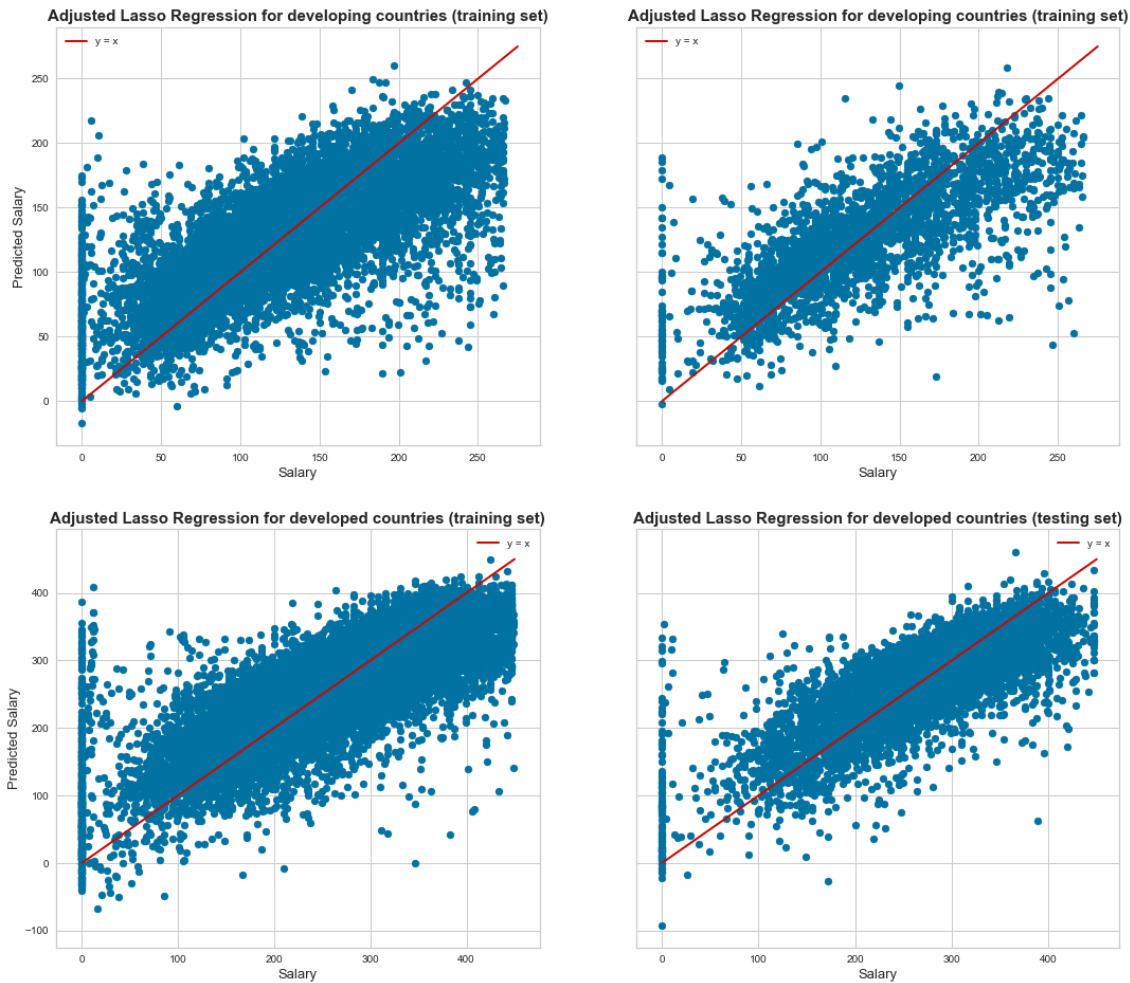 Adjusted Lasso Regression for developing countries (training set)
y = x
250
200
150
100
50
0
Predicted Salary
0 50 100 150 200 250
Salary
Adjusted Lasso Regression for developing countries (training set)
y = x
0 50 100 150 200 250
Salary
Adjusted Lasso Regression for developed countries (training set)
y = x
400
300
200
100
0
−100
Predicted Salary
0 100 200 300 400
Salary
Adjusted Lasso Regression for developed countries (testing set)
y = x
0 100 200 300 400
Salary